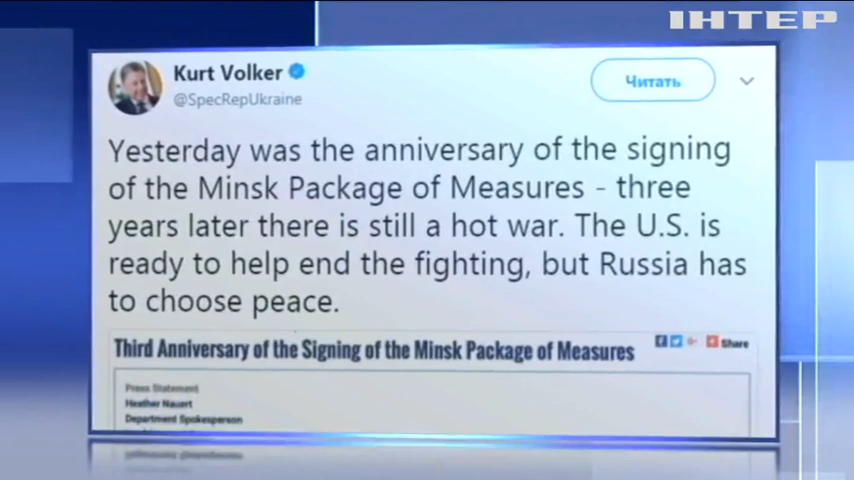 ІНТЕР
Kurt Volker
@SpecRepUkraine
Читать
Yesterday was the anniversary of the signing
of the Minsk Package of Measures - three
years later there is still a hot war. The U.S. is
ready to help end the fighting, but Russia has
to choose peace.
Third Anniversary of the Signing of the Minsk Package of Measures
Share
Press Statement
Heather Nauert
Department Spokesperson